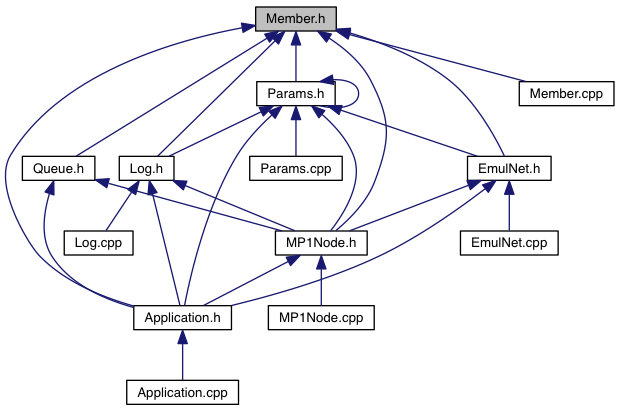 Member.h
Params.h
Member.cpp
Queue.h
Log.h
Params.cpp
EmulNet.h
Log.cpp
MP1Node.h
EmulNet.cpp
Application.h
MP1Node.cpp
Application.cpp